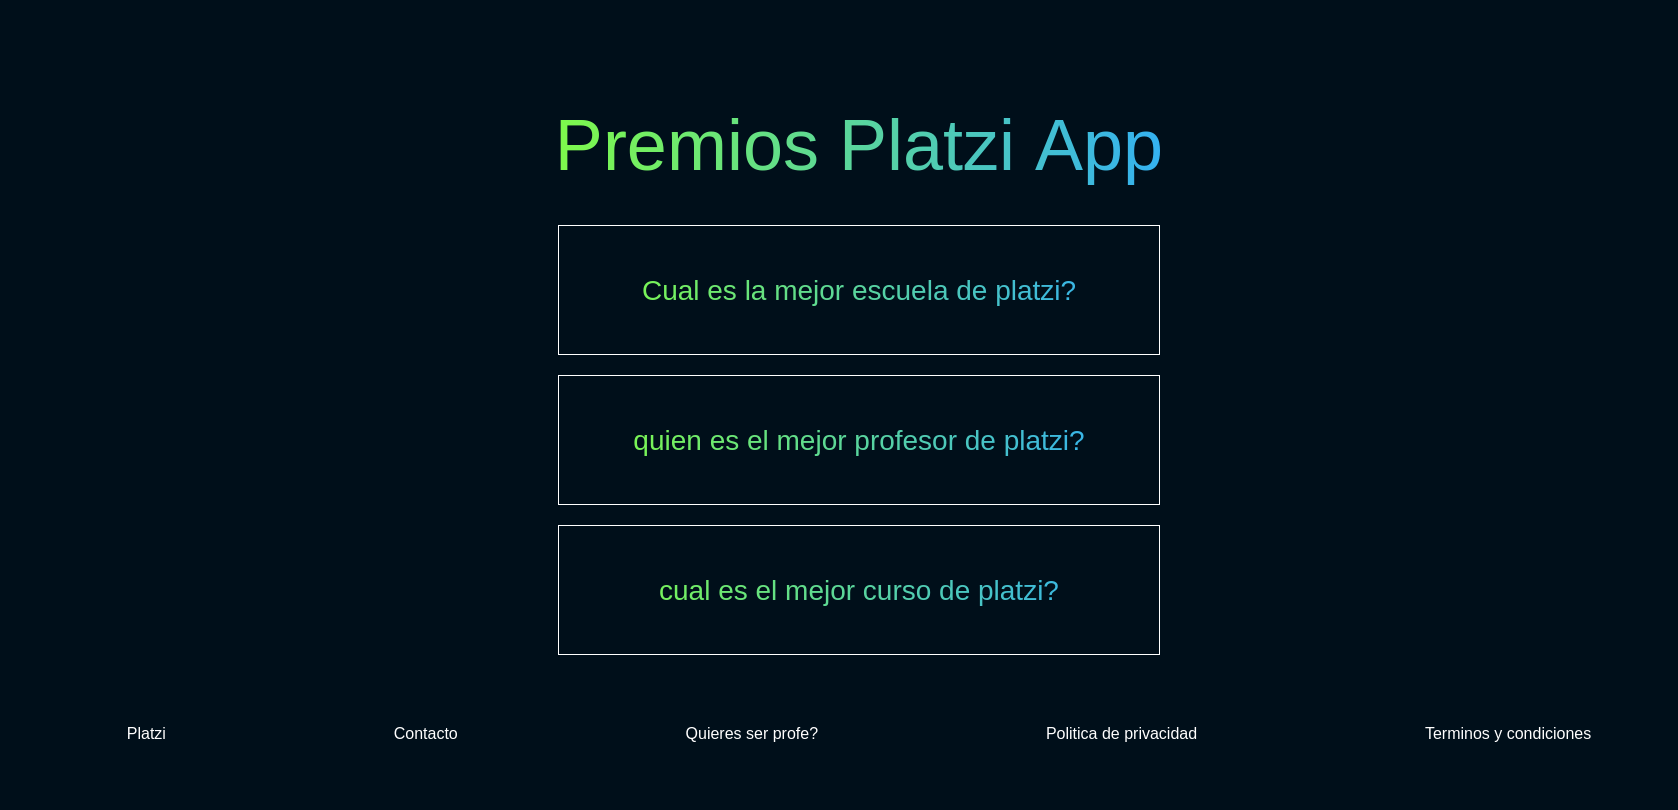 Premios Platzi App
Cual es la mejor escuela de platzi?
quien es el mejor profesor de platzi?
cual es el mejor curso de platzi?
Platzi Contacto Quieres ser profe? Politica de privacidad Terminos y condiciones